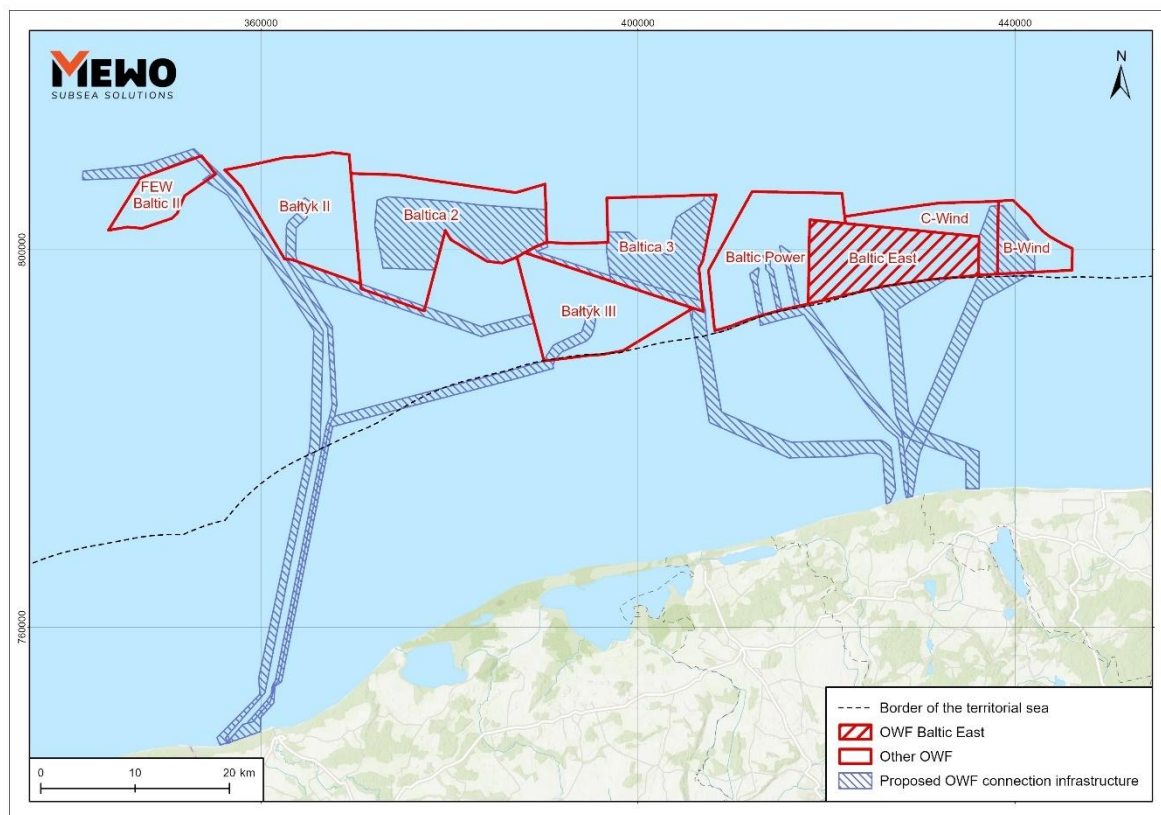 360000
400000
440000
MEWO
SUBSEA SOLUTIONS
N
FEW
Baltic II
Bałtyk II
Baltica 2
Baltica 3
Bałtyk III
Baltic Power
Baltic East
C-Wind
B-Wind
800000
760000
0 10 20 km
Border of the territorial sea
OWF Baltic East
Other OWF
Proposed OWF connection infrastructure